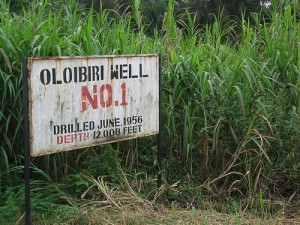 OLOIBIRI WELL
NO.1
DRILLED JUNE.1956
DEPTH:12.008 FEET